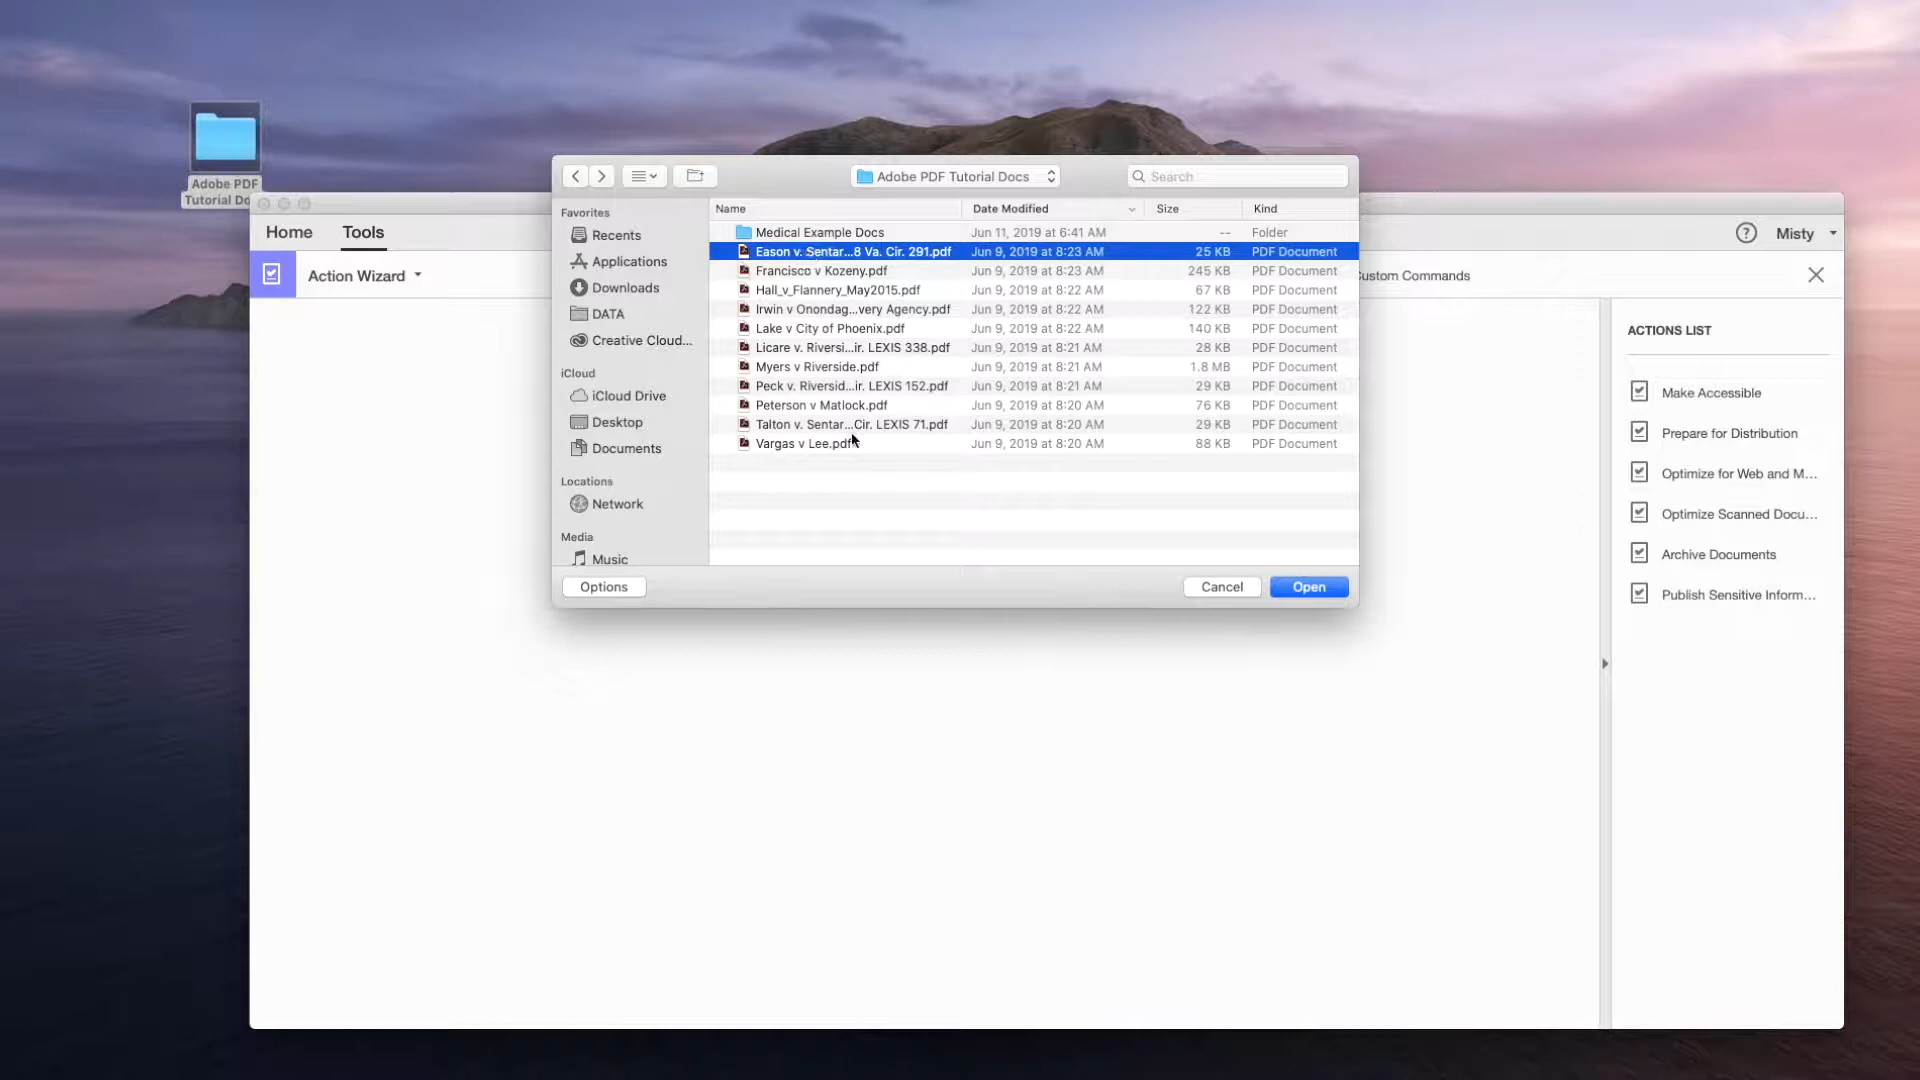 Adobe PDF
Tutorial Do
Adobe PDF Tutorial Docs
Search
Home
Tools
Misty
Action Wizard
ustom Commands
Favorites
Recents
Applications
Downloads
DATA
Creative Cloud...
iCloud
iCloud Drive
Desktop
Documents
Locations
Network
Media
Music
Name Date Modified Size Kind
Medical Example Docs Jun 11, 2019 at 6:41 AM -- Folder
Eason v. Sentar...8 Va. Cir. 291.pdf Jun 9, 2019 at 8:23 AM 25 KB PDF Document
Francisco v Kozeny.pdf Jun 9, 2019 at 8:23 AM 245 KB PDF Document
Hall_v_Flannery_May2015.pdf Jun 9, 2019 at 8:22 AM 67 KB PDF Document
Irwin v Onondag...very Agency.pdf Jun 9, 2019 at 8:22 AM 122 KB PDF Document
Lake v City of Phoenix.pdf Jun 9, 2019 at 8:22 AM 140 KB PDF Document
Licare v. Riversi...ir. LEXIS 338.pdf Jun 9, 2019 at 8:21 AM 28 KB PDF Document
Myers v Riverside.pdf Jun 9, 2019 at 8:21 AM 1.8 MB PDF Document
Peck v. Riversid...ir. LEXIS 152.pdf Jun 9, 2019 at 8:21 AM 29 KB PDF Document
Peterson v Matlock.pdf Jun 9, 2019 at 8:20 AM 76 KB PDF Document
Talton v. Sentar...Cir. LEXIS 71.pdf Jun 9, 2019 at 8:20 AM 29 KB PDF Document
Vargas v Lee.pdf Jun 9, 2019 at 8:20 AM 88 KB PDF Document
Options
Cancel
Open
ACTIONS LIST
Make Accessible
Prepare for Distribution
Optimize for Web and M...
Optimize Scanned Docu...
Archive Documents
Publish Sensitive Inform...